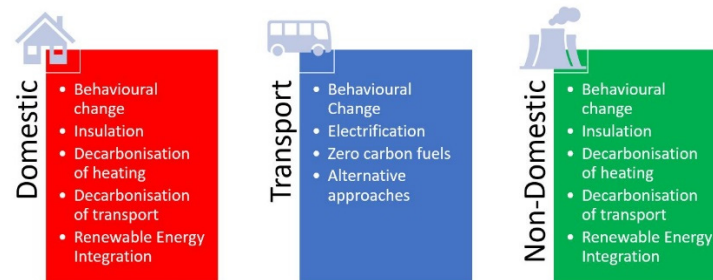 Domestic
• Behavioural
change
• Insulation
• Decarbonisation
of heating
• Decarbonisation
of transport
• Renewable Energy
Integration
Transport
• Behavioural
Change
• Electrification
• Zero carbon fuels
• Alternative
approaches
Non-Domestic
• Behavioural
change
• Insulation
• Decarbonisation
of heating
• Decarbonisation
of transport
• Renewable Energy
Integration